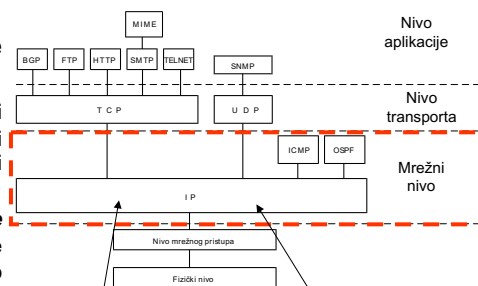 MIME
Nivo
aplikacije
BGP FTP HTTP SMTP TELNET SNMP
e
Nivo
transporta
T C P U D P
i
i
i
ICMP OSPF
Mrežni
nivo
I P
e
e
Nivo mrežnog pristupa
o
Fizički nivo